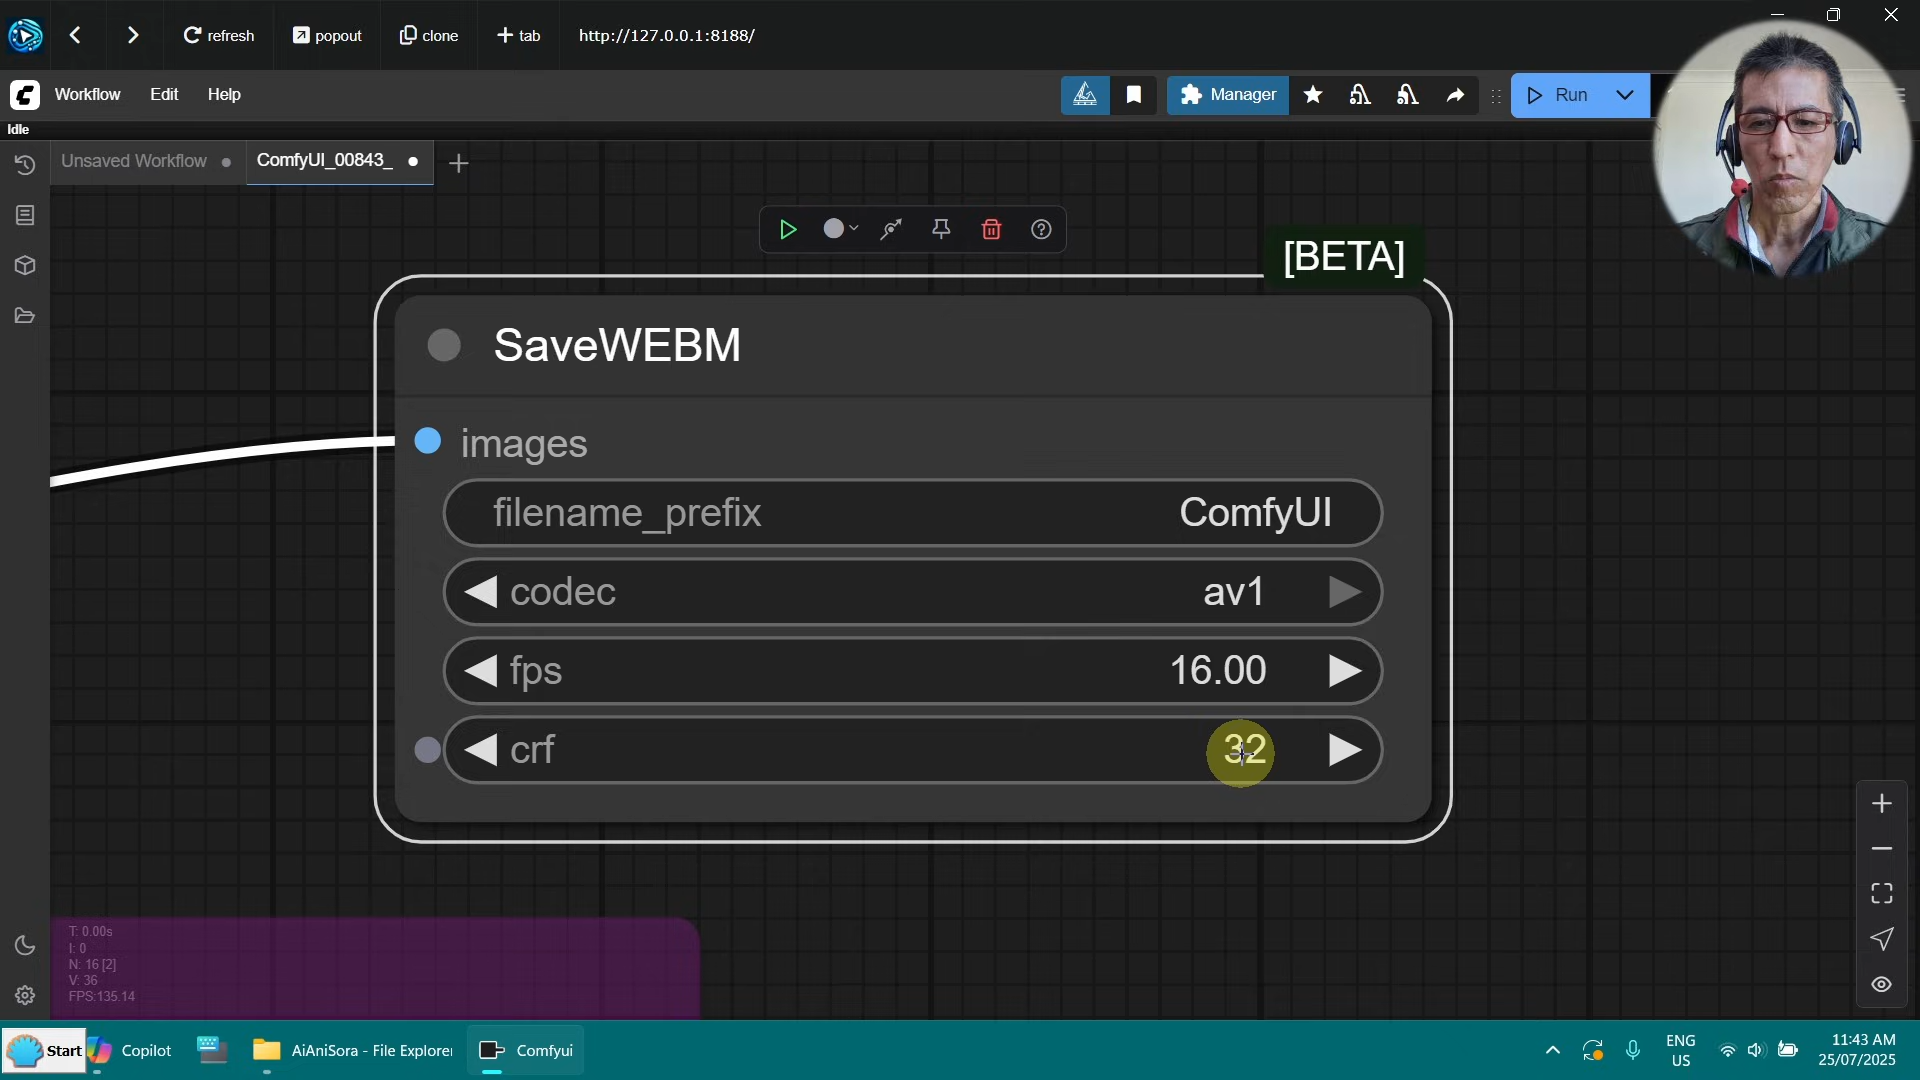 refresh
popout
clone
tab
http://127.0.0.1:8188/
Workflow
Edit
Help
Manager
Run
Idle
Unsaved Workflow
ComfyUI_00843_
[BETA]
SaveWEBM
images
filename_prefix ComfyUI
codec av1
fps 16.00
crf 32
T: 0.00s
I: 0
N: 16 [2]
V: 36
FPS:135.14
Start
Copilot
AiAniSora - File Explorer
Comfyui
ENG
US
11:43 AM
25/07/2025